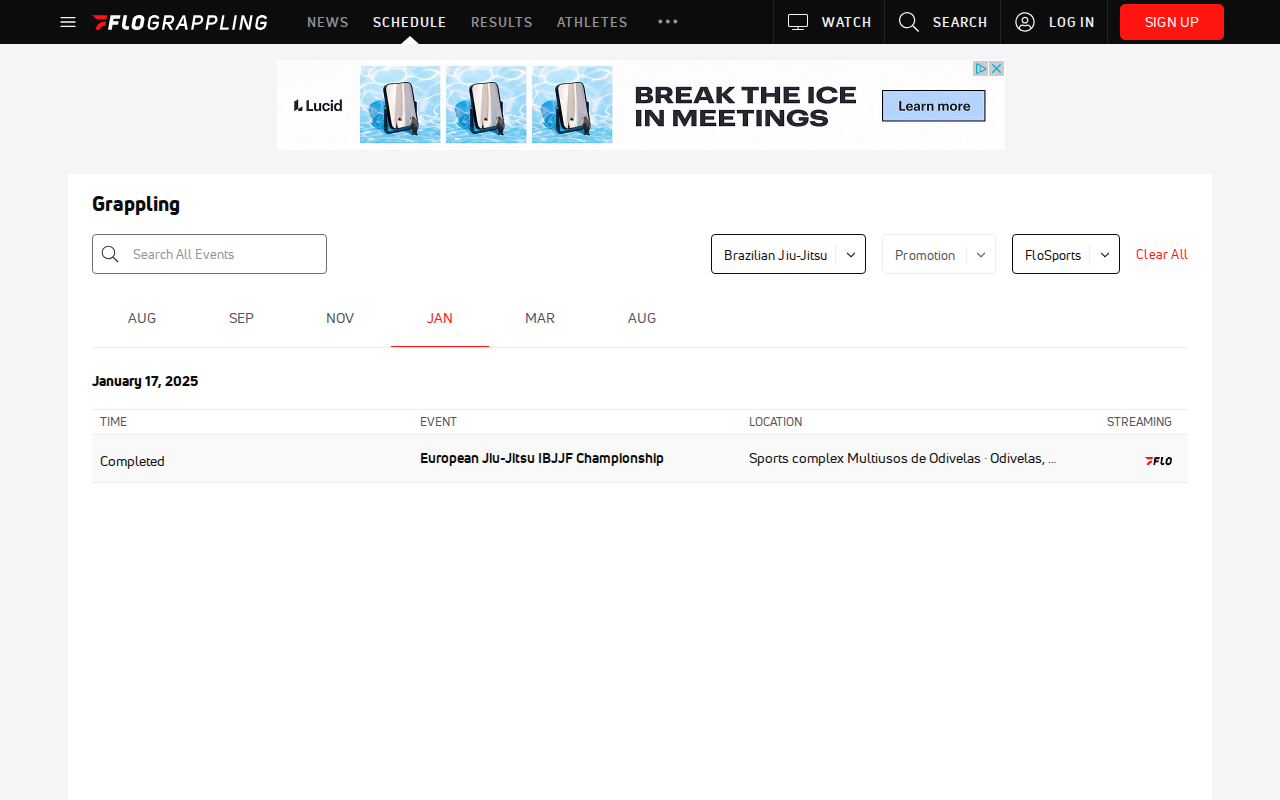 FLOGRAPPLING NEWS SCHEDULE RESULTS ATHLETES WATCH SEARCH LOG IN SIGN UP
Lucid
BREAK THE ICE
IN MEETINGS
Learn more
Grappling
Search All Events
Brazilian Jiu-Jitsu
Promotion
FloSports
Clear All
AUG SEP NOV JAN MAR AUG
January 17, 2025
TIME EVENT LOCATION STREAMING
Completed European Jiu-Jitsu IBJJF Championship Sports complex Multiusos de Odivelas · Odivelas, ... FLO